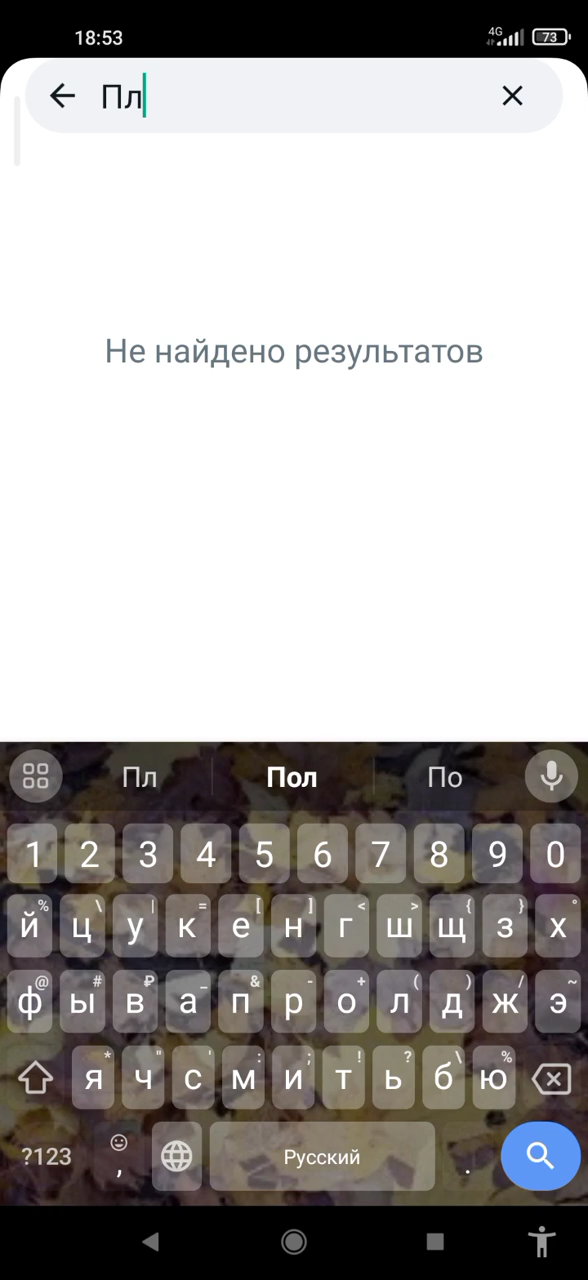 18:53
4G
73
Пл
Не найдено результатов
Пл Пол По
1 2 3 4 5 6 7 8 9 0
% \ | = [ ] < > { } °
й ц у к е н г ш щ з х
@ # ₽ _ & - + ( ) / ~
ф ы в а п р о л д ж э
* " ' : ; ! ? \ %
я ч с м и т ь б ю
?123 , Русский .